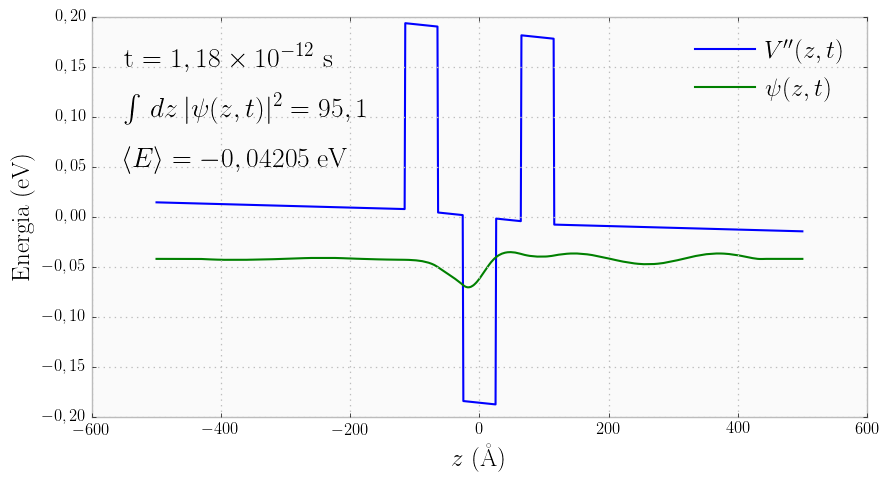 0,20
0,15
0,10
0,05
0,00
−0,05
−0,10
−0,15
−0,20
Energia (eV)
t = 1,18 × 10⁻¹² s
∫ dz |ψ(z, t)|² = 95,1
⟨E⟩ = −0,04205 eV
V′′(z, t)
ψ(z, t)
−600 −400 −200 0 200 400 600
z (Å)